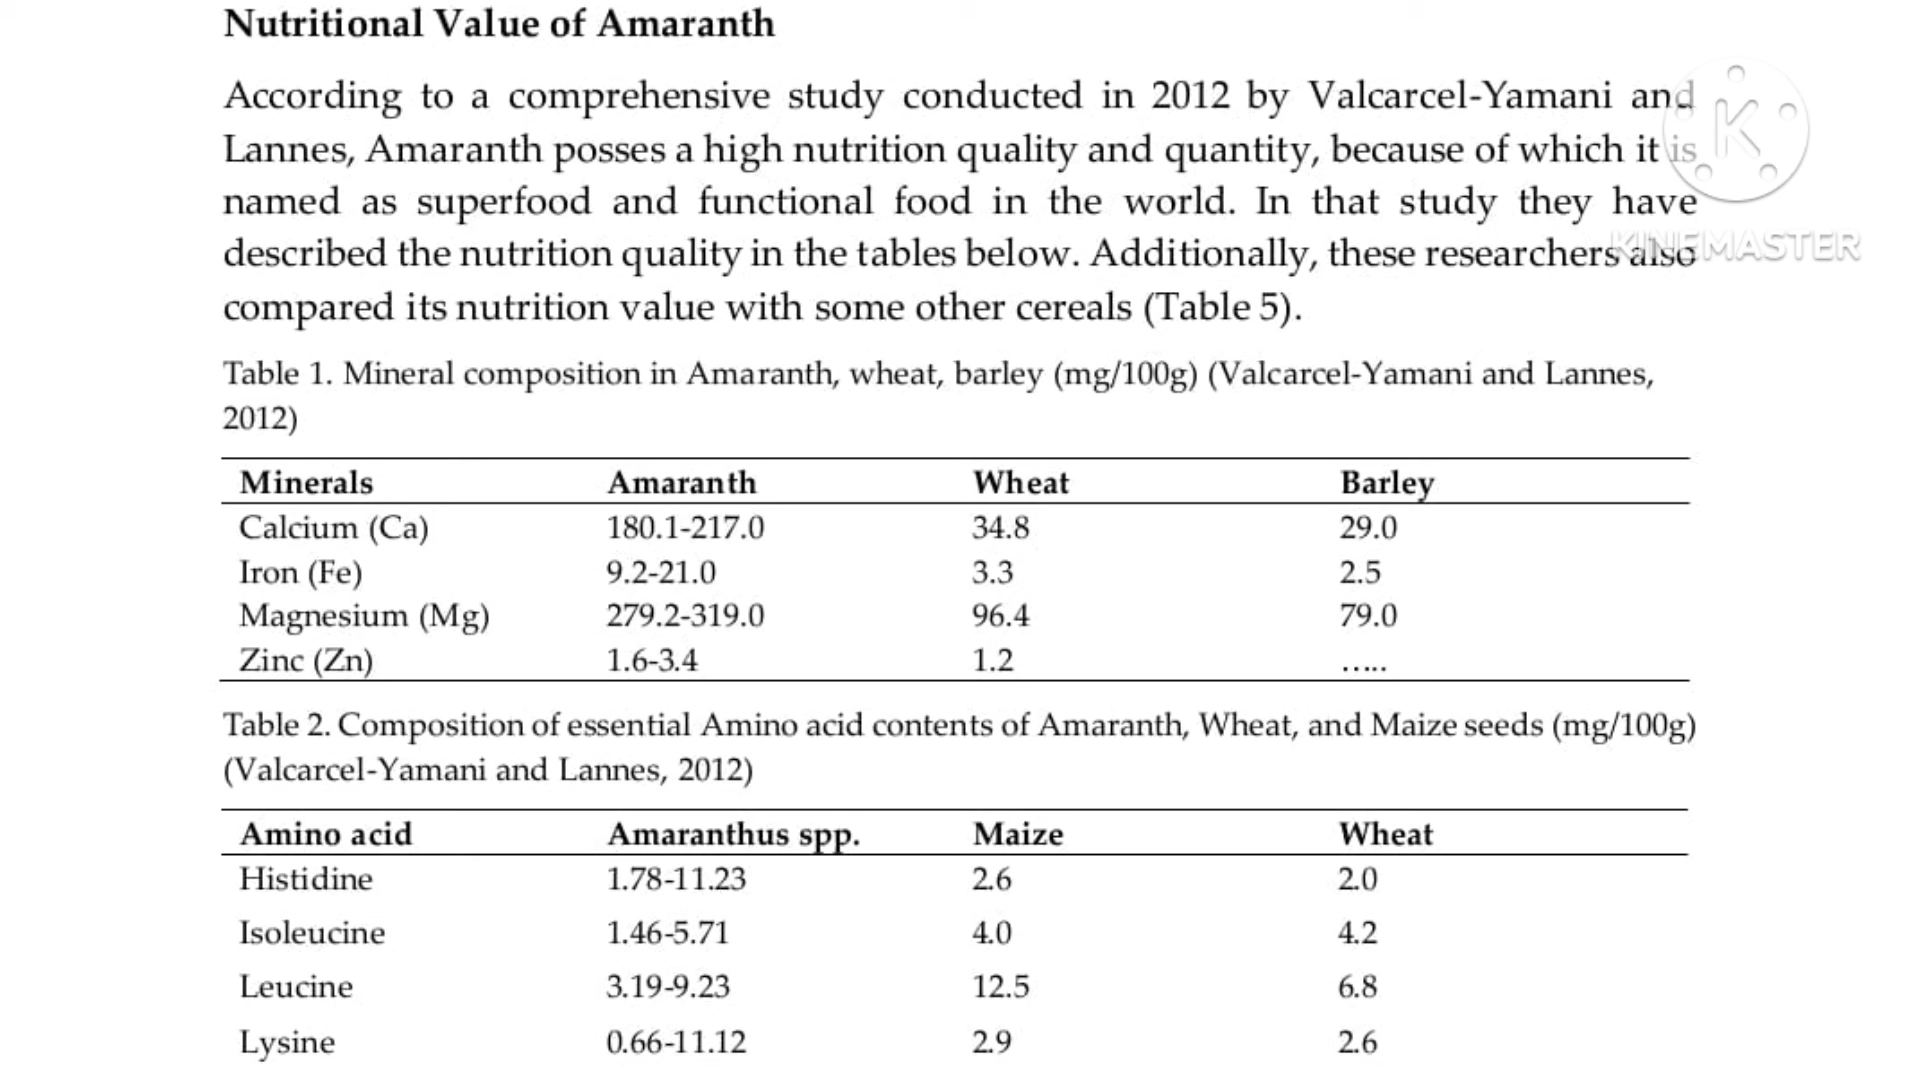 Nutritional Value of Amaranth
According to a comprehensive study conducted in 2012 by Valcarcel-Yamani and
Lannes, Amaranth posses a high nutrition quality and quantity, because of which it is
named as superfood and functional food in the world. In that study they have
described the nutrition quality in the tables below. Additionally, these researchers also
compared its nutrition value with some other cereals (Table 5).
K
KINEMASTER
Table 1. Mineral composition in Amaranth, wheat, barley (mg/100g) (Valcarcel-Yamani and Lannes,
2012)
Minerals Amaranth Wheat Barley
Calcium (Ca) 180.1-217.0 34.8 29.0
Iron (Fe) 9.2-21.0 3.3 2.5
Magnesium (Mg) 279.2-319.0 96.4 79.0
Zinc (Zn) 1.6-3.4 1.2 .....
Table 2. Composition of essential Amino acid contents of Amaranth, Wheat, and Maize seeds (mg/100g)
(Valcarcel-Yamani and Lannes, 2012)
Amino acid Amaranthus spp. Maize Wheat
Histidine 1.78-11.23 2.6 2.0
Isoleucine 1.46-5.71 4.0 4.2
Leucine 3.19-9.23 12.5 6.8
Lysine 0.66-11.12 2.9 2.6